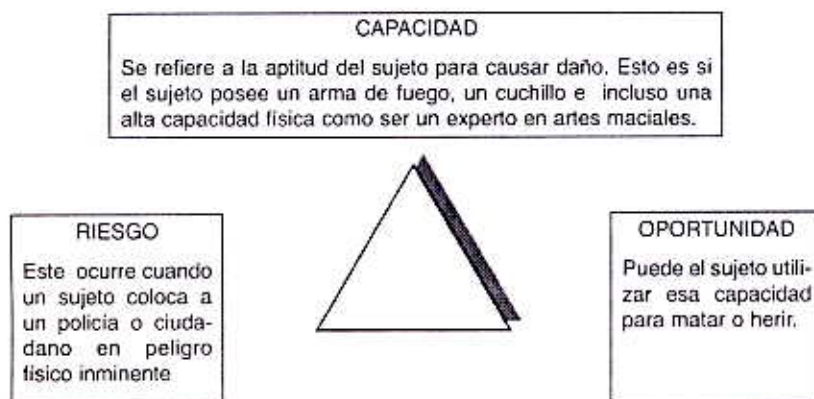 CAPACIDAD
Se refiere a la aptitud del sujeto para causar daño. Esto es si
el sujeto posee un arma de fuego, un cuchillo e incluso una
alta capacidad física como ser un experto en artes maciales.
RIESGO
Este ocurre cuando
un sujeto coloca a
un policia o ciuda-
dano en peligro
físico inminente
OPORTUNIDAD
Puede el sujeto utili-
zar esa capacidad
para matar o herir.